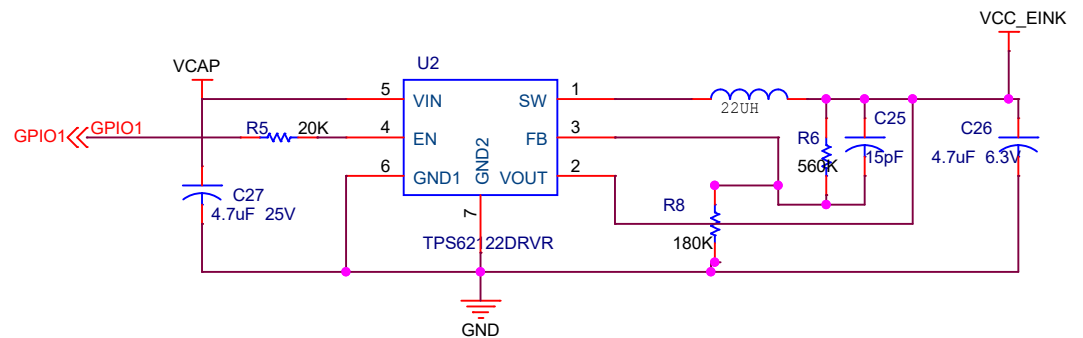 VCC_EINK
VCAP
U2
5
VIN
SW
1
GPIO1
GPIO1
R5
20K
4
EN
FB
3
22UH
R6
560K
C25
15pF
C26
4.7uF 6.3V
6
GND1
GND2
VOUT
2
C27
4.7uF 25V
7
TPS62122DRVR
R8
180K
GND